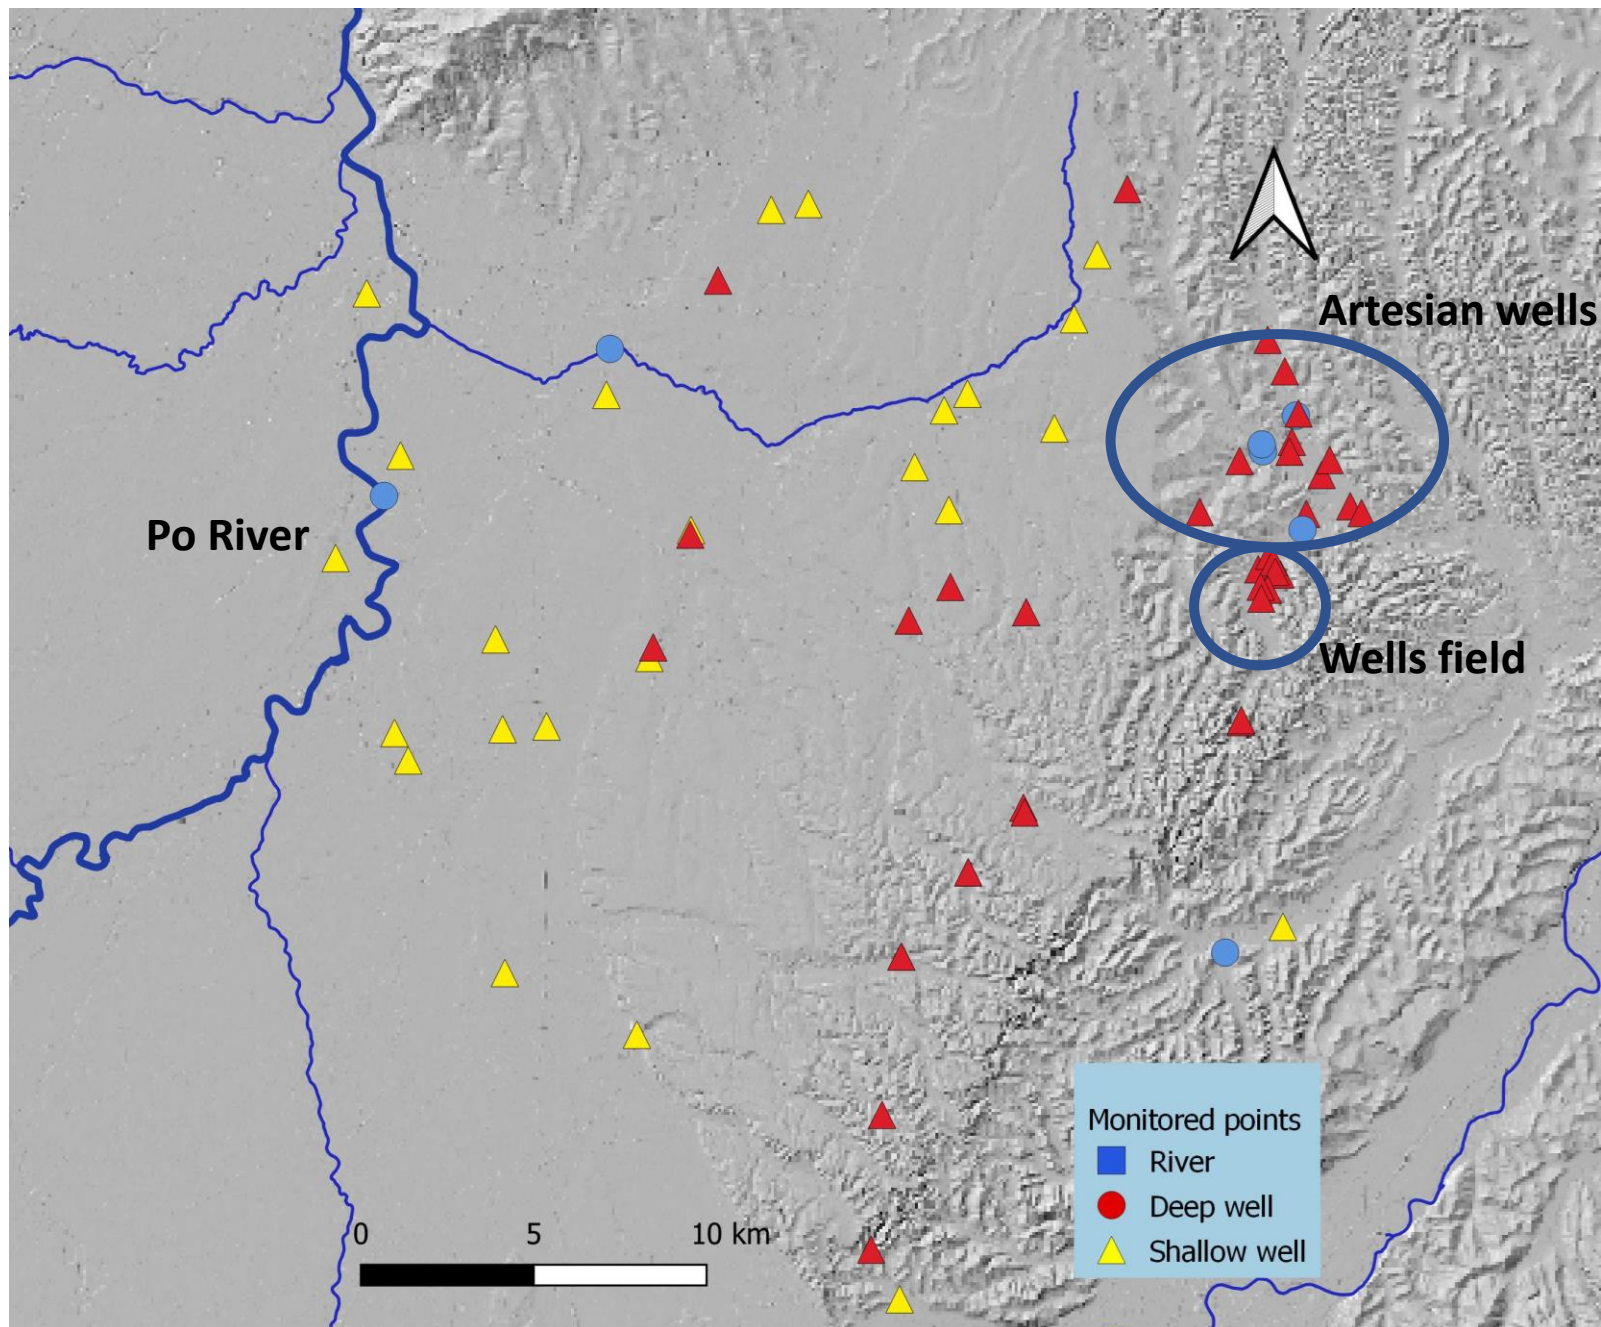 Artesian wells
Po River
Wells field
Monitored points
River
Deep well
Shallow well
0 5 10 km